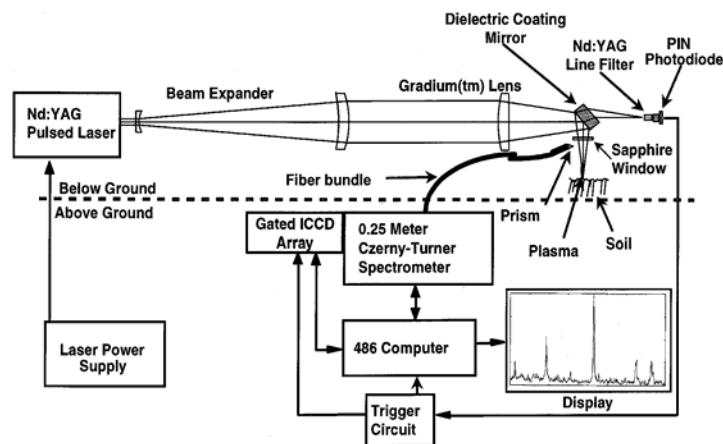 Dielectric Coating
Mirror
Nd:YAG
Line Filter
PIN
Photodiode
Nd:YAG
Pulsed Laser
Beam Expander
Gradium(tm) Lens
Sapphire
Window
Fiber bundle
Below Ground
Above Ground
Prism
Plasma
Soil
Gated ICCD
Array
0.25 Meter
Czerny-Turner
Spectrometer
Laser Power
Supply
486 Computer
Display
Trigger
Circuit